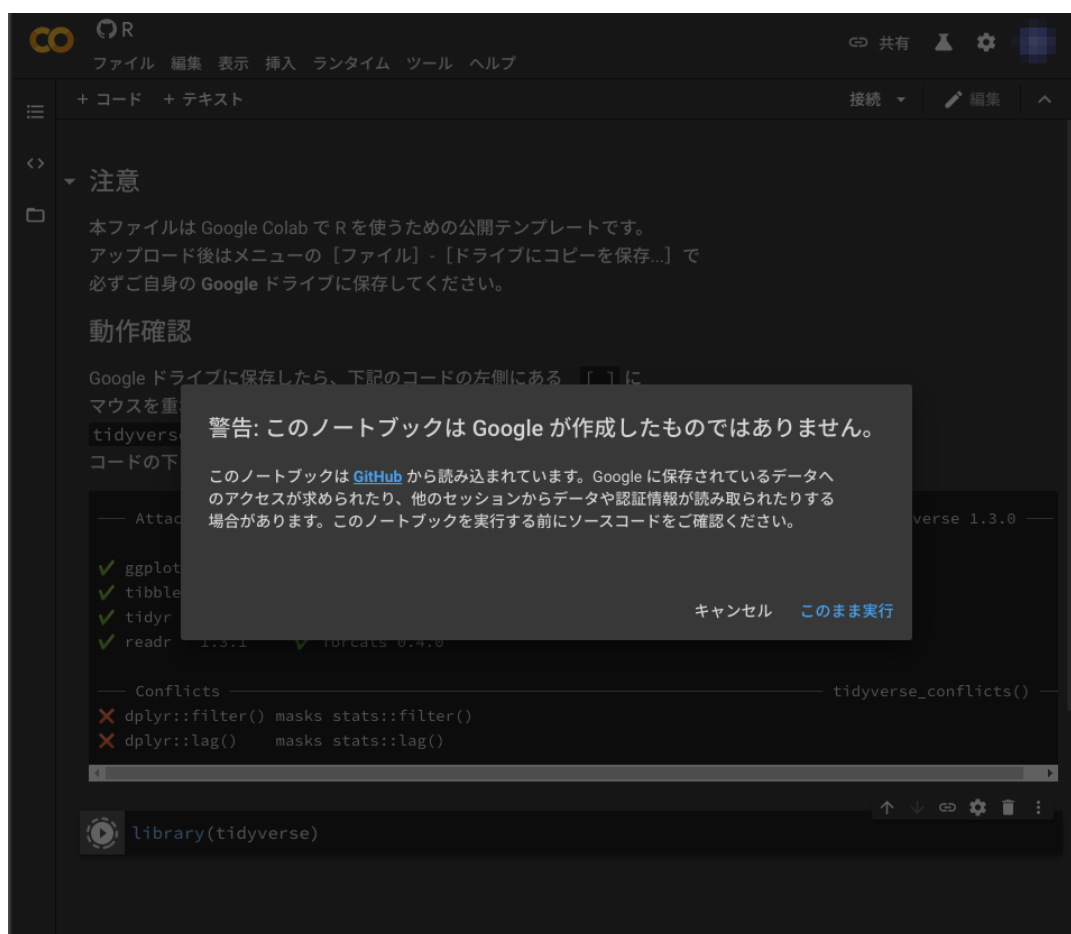 CO
R
ファイル 編集 表示 挿入 ランタイム ツール ヘルプ
共有
+ コード + テキスト
接続
編集
注意
本ファイルは Google Colab で R を使うための公開テンプレートです。
アップロード後はメニューの［ファイル］-［ドライブにコピーを保存...］で
必ずご自身の Google ドライブに保存してください。
動作確認
Google ドライブに保存したら、下記のコードの左側にある [ ] に
マウスを重
tidyverse
コードの下
警告: このノートブックは Google が作成したものではありません。
このノートブックは GitHub から読み込まれています。Google に保存されているデータへ
のアクセスが求められたり、他のセッションからデータや認証情報が読み取られたりする
場合があります。このノートブックを実行する前にソースコードをご確認ください。
キャンセル このまま実行
── Attac
verse 1.3.0 ──
✔ ggplot
✔ tibble
✔ tidyr
✔ readr 1.3.1 ✔ forcats 0.4.0
── Conflicts ── tidyverse_conflicts() ──
✖ dplyr::filter() masks stats::filter()
✖ dplyr::lag() masks stats::lag()
library(tidyverse)